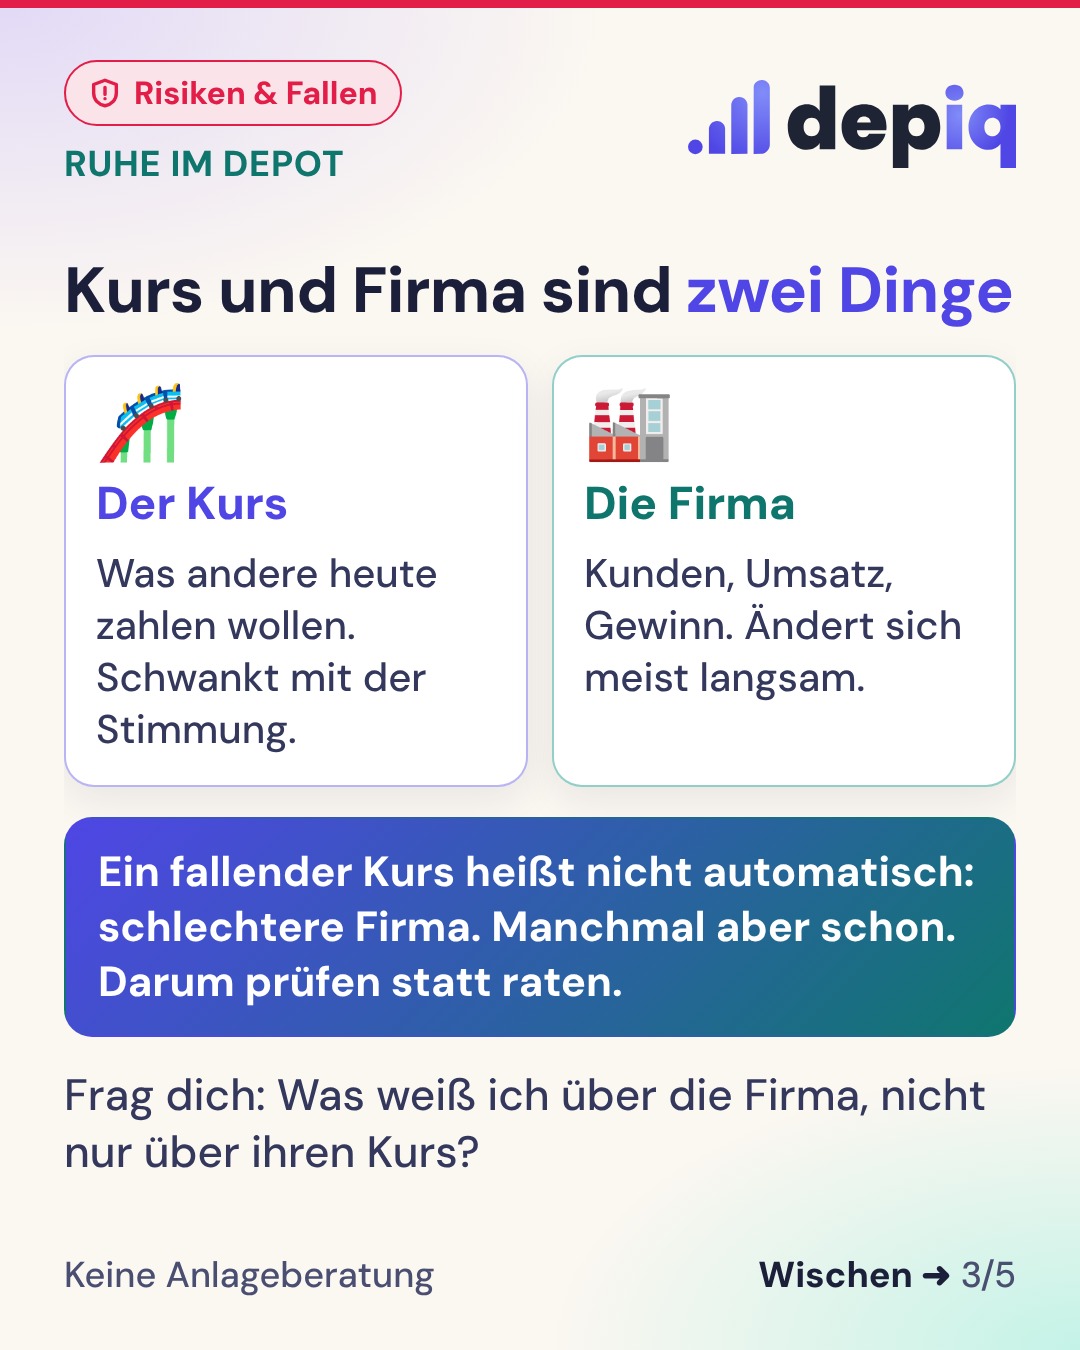 Risiken & Fallen
RUHE IM DEPOT
depiq
Kurs und Firma sind zwei Dinge
Der Kurs
Was andere heute
zahlen wollen.
Schwankt mit der
Stimmung.
Die Firma
Kunden, Umsatz,
Gewinn. Ändert sich
meist langsam.
Ein fallender Kurs heißt nicht automatisch:
schlechtere Firma. Manchmal aber schon.
Darum prüfen statt raten.
Frag dich: Was weiß ich über die Firma, nicht
nur über ihren Kurs?
Keine Anlageberatung
Wischen ➜ 3/5